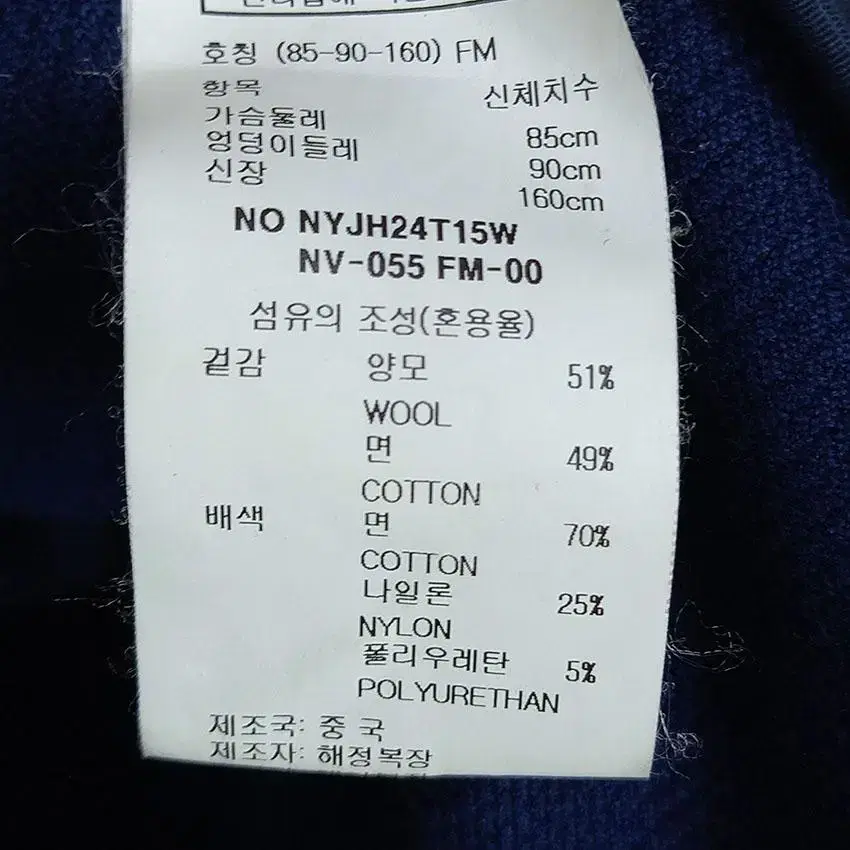 호칭 (85-90-160) FM
항목 신체치수
가슴둘레 85cm
엉덩이들레 90cm
신장 160cm
NO NYJH24T15W
NV-055 FM-00
섬유의 조성(혼용율)
겉감 양모 51%
WOOL
면 49%
COTTON
배색 면 70%
COTTON
나일론 25%
NYLON
폴리우레탄 5%
POLYURETHAN
제조국: 중국
제조자: 해정복장